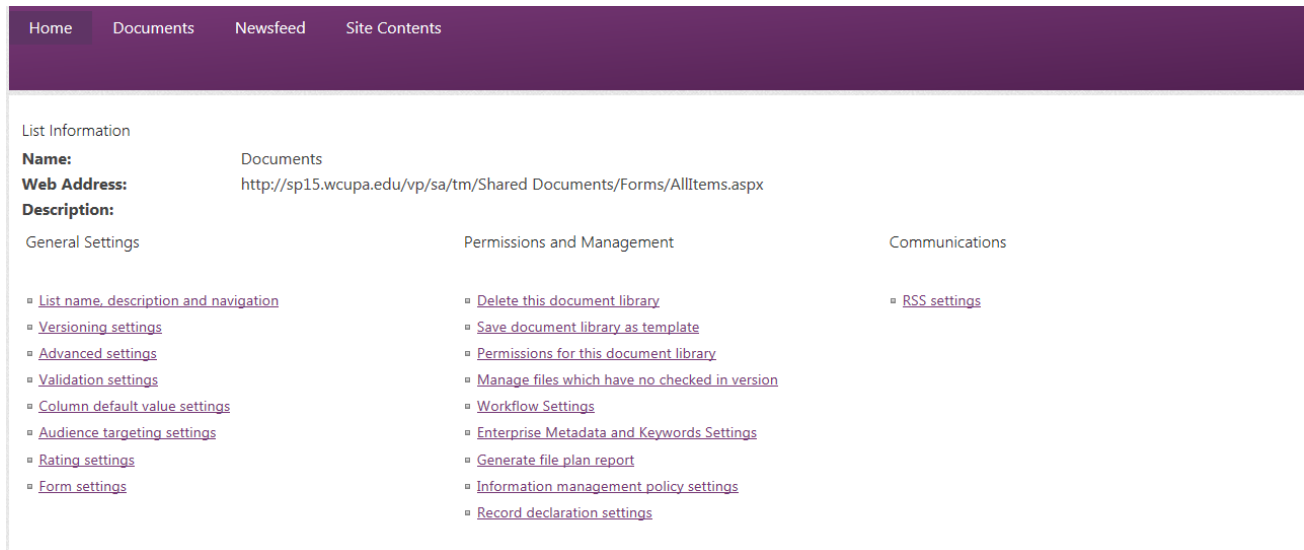 Home Documents Newsfeed Site Contents
List Information
Name: Documents
Web Address: http://sp15.wcupa.edu/vp/sa/tm/Shared Documents/Forms/AllItems.aspx
Description:
General Settings Permissions and Management Communications
List name, description and navigation Delete this document library RSS settings
Versioning settings Save document library as template
Advanced settings Permissions for this document library
Validation settings Manage files which have no checked in version
Column default value settings Workflow Settings
Audience targeting settings Enterprise Metadata and Keywords Settings
Rating settings Generate file plan report
Form settings Information management policy settings
Record declaration settings